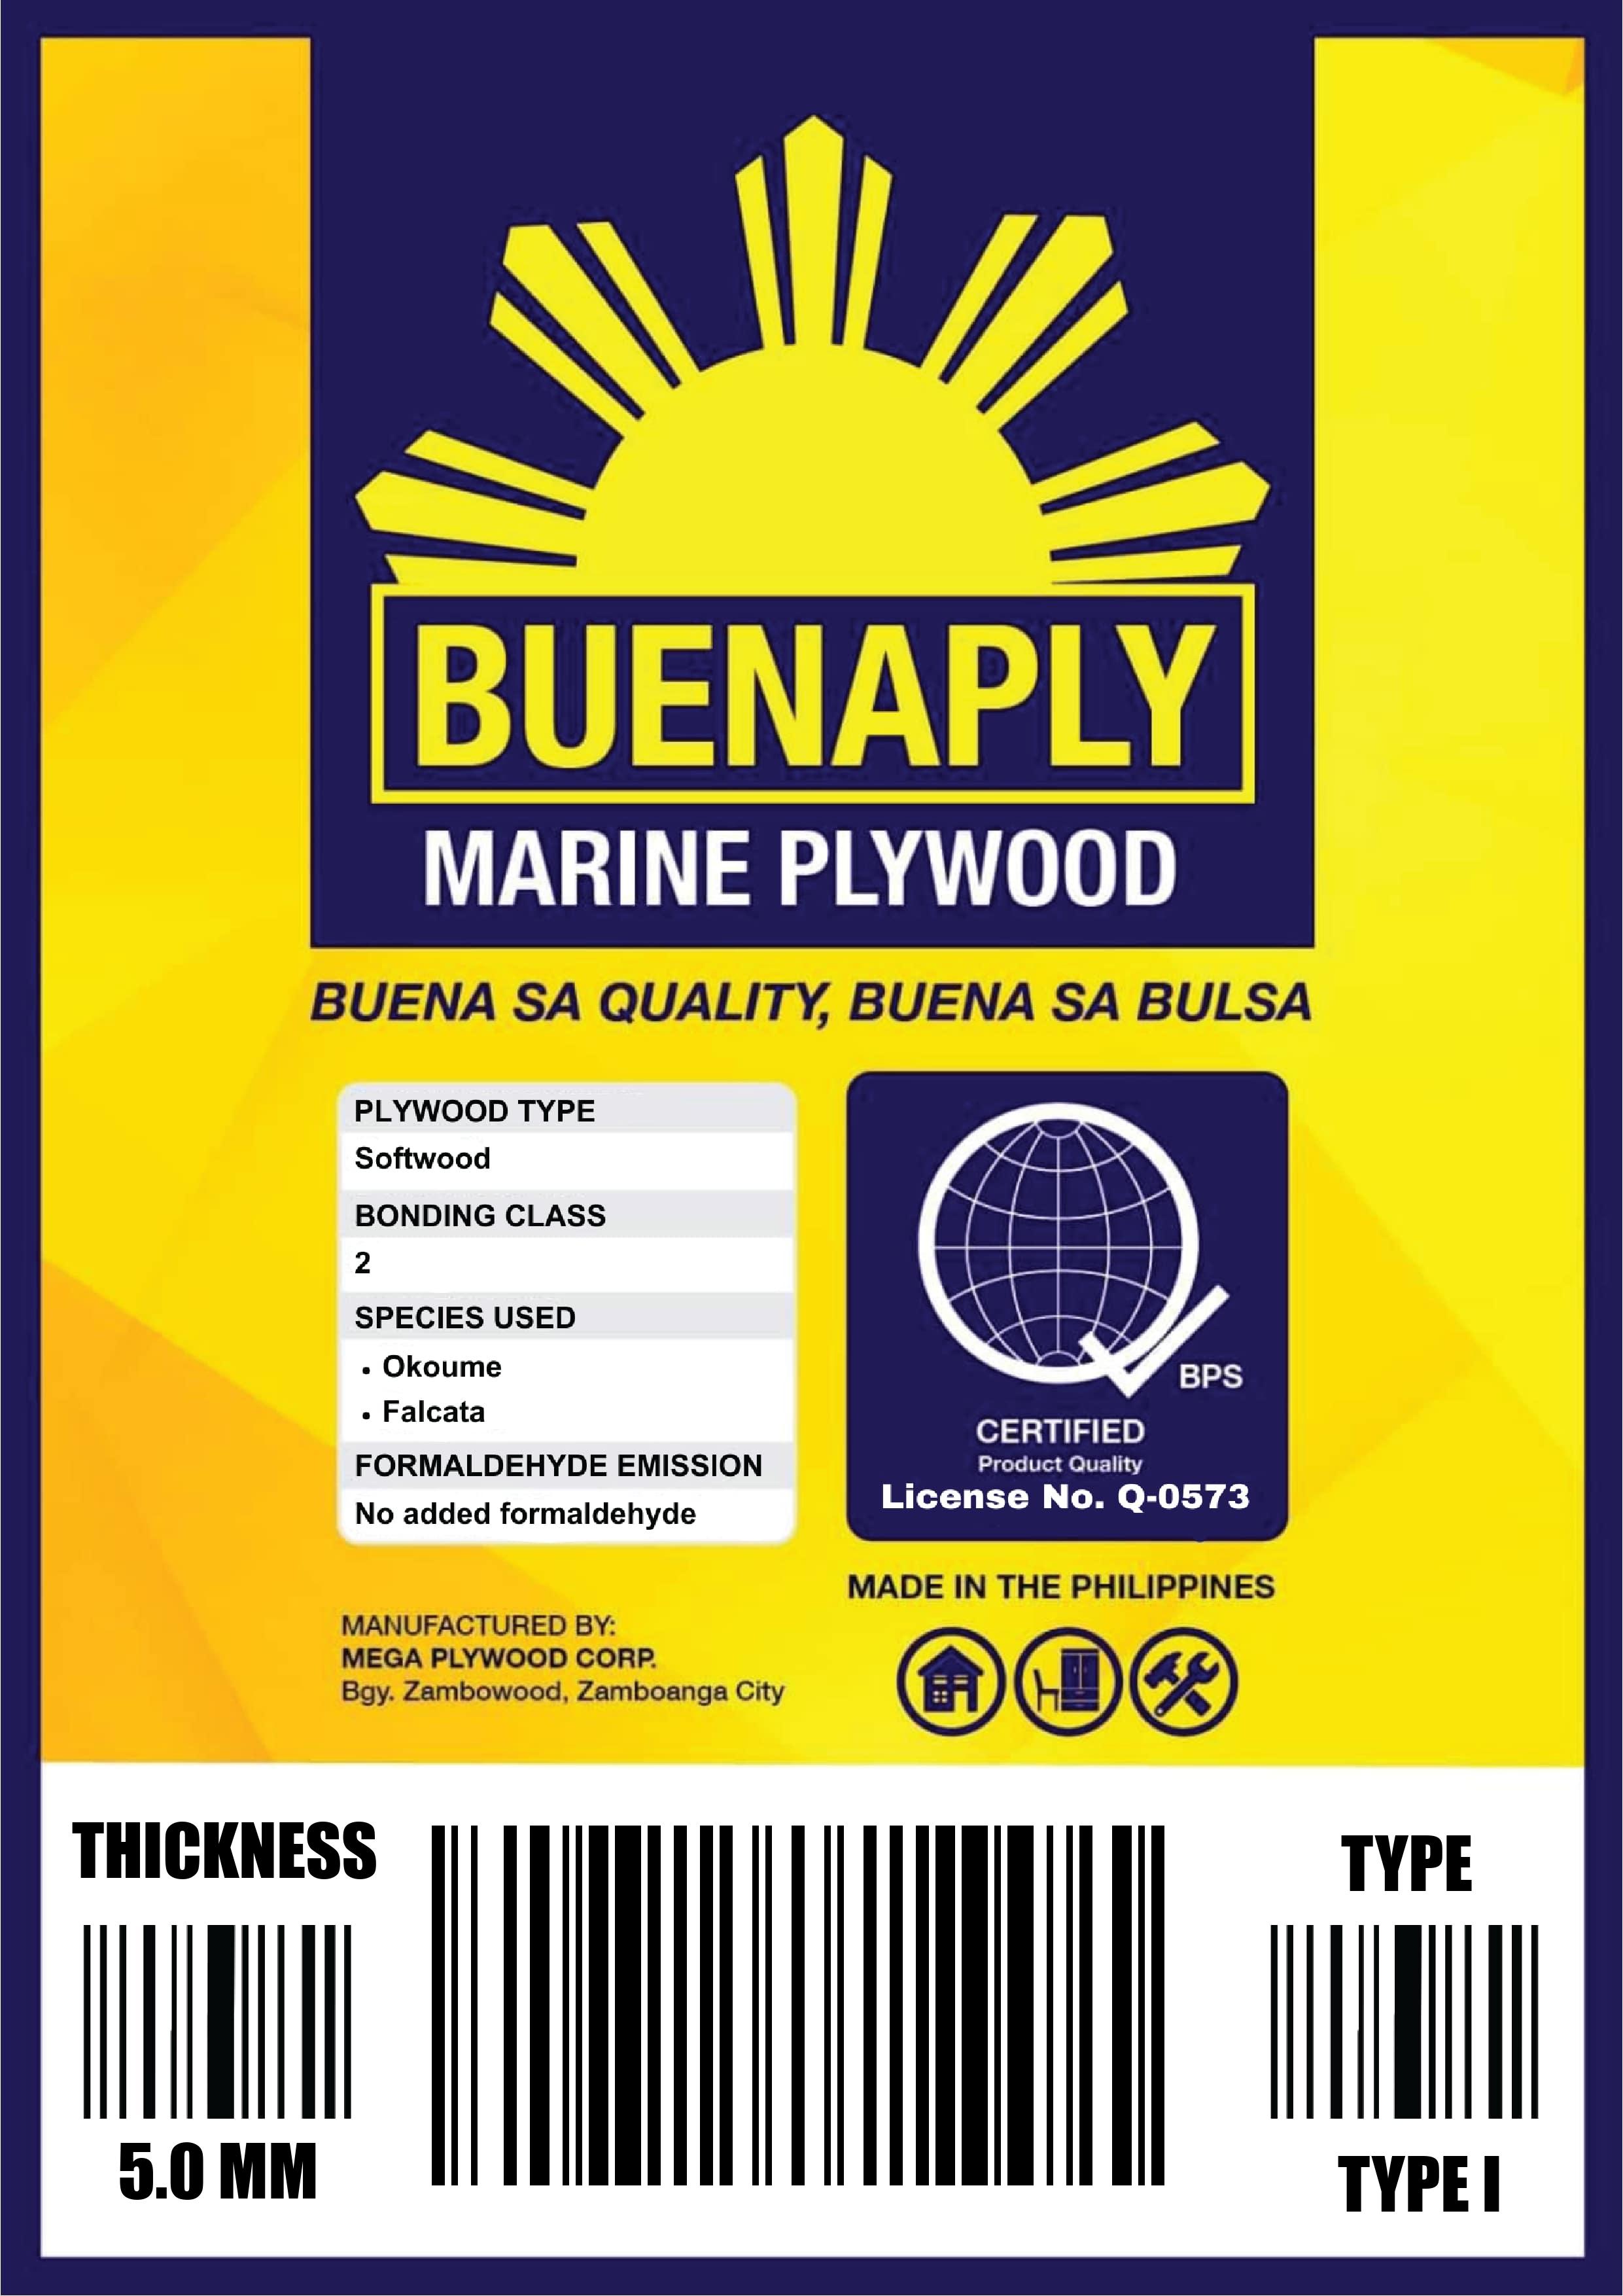 BUENAPLY
MARINE PLYWOOD
BUENA SA QUALITY, BUENA SA BULSA
PLYWOOD TYPE
Softwood
BONDING CLASS
2
SPECIES USED
• Okoume
• Falcata
FORMALDEHYDE EMISSION
No added formaldehyde
BPS
CERTIFIED
Product Quality
License No. Q-0573
MADE IN THE PHILIPPINES
MANUFACTURED BY:
MEGA PLYWOOD CORP.
Bgy. Zambowood, Zamboanga City
THICKNESS
5.0 MM
TYPE
TYPE I